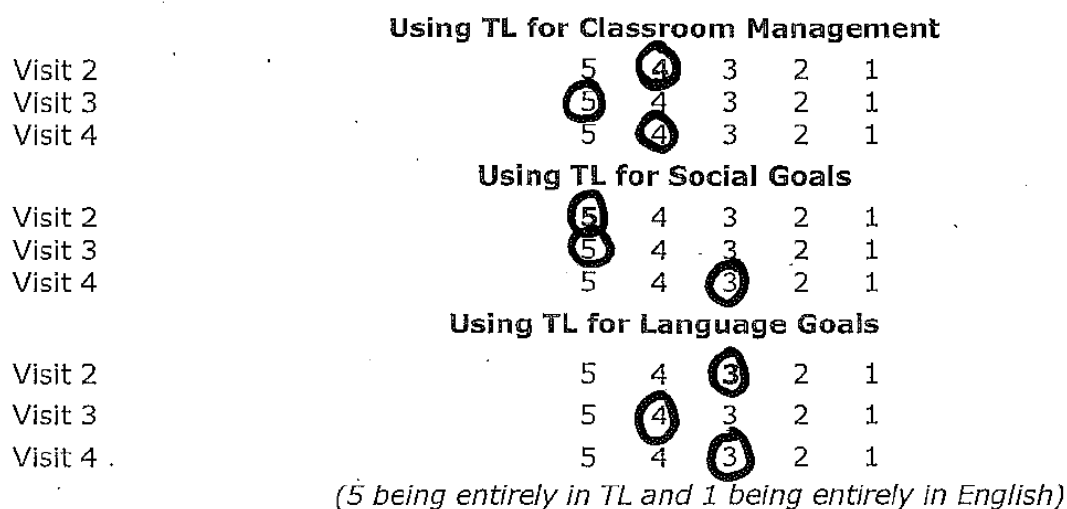 Using TL for Classroom Management
Visit 2 5 4 3 2 1
Visit 3 5 4 3 2 1
Visit 4 5 4 3 2 1
Using TL for Social Goals
Visit 2 5 4 3 2 1
Visit 3 5 4 3 2 1
Visit 4 5 4 3 2 1
Using TL for Language Goals
Visit 2 5 4 3 2 1
Visit 3 5 4 3 2 1
Visit 4 5 4 3 2 1
(5 being entirely in TL and 1 being entirely in English)